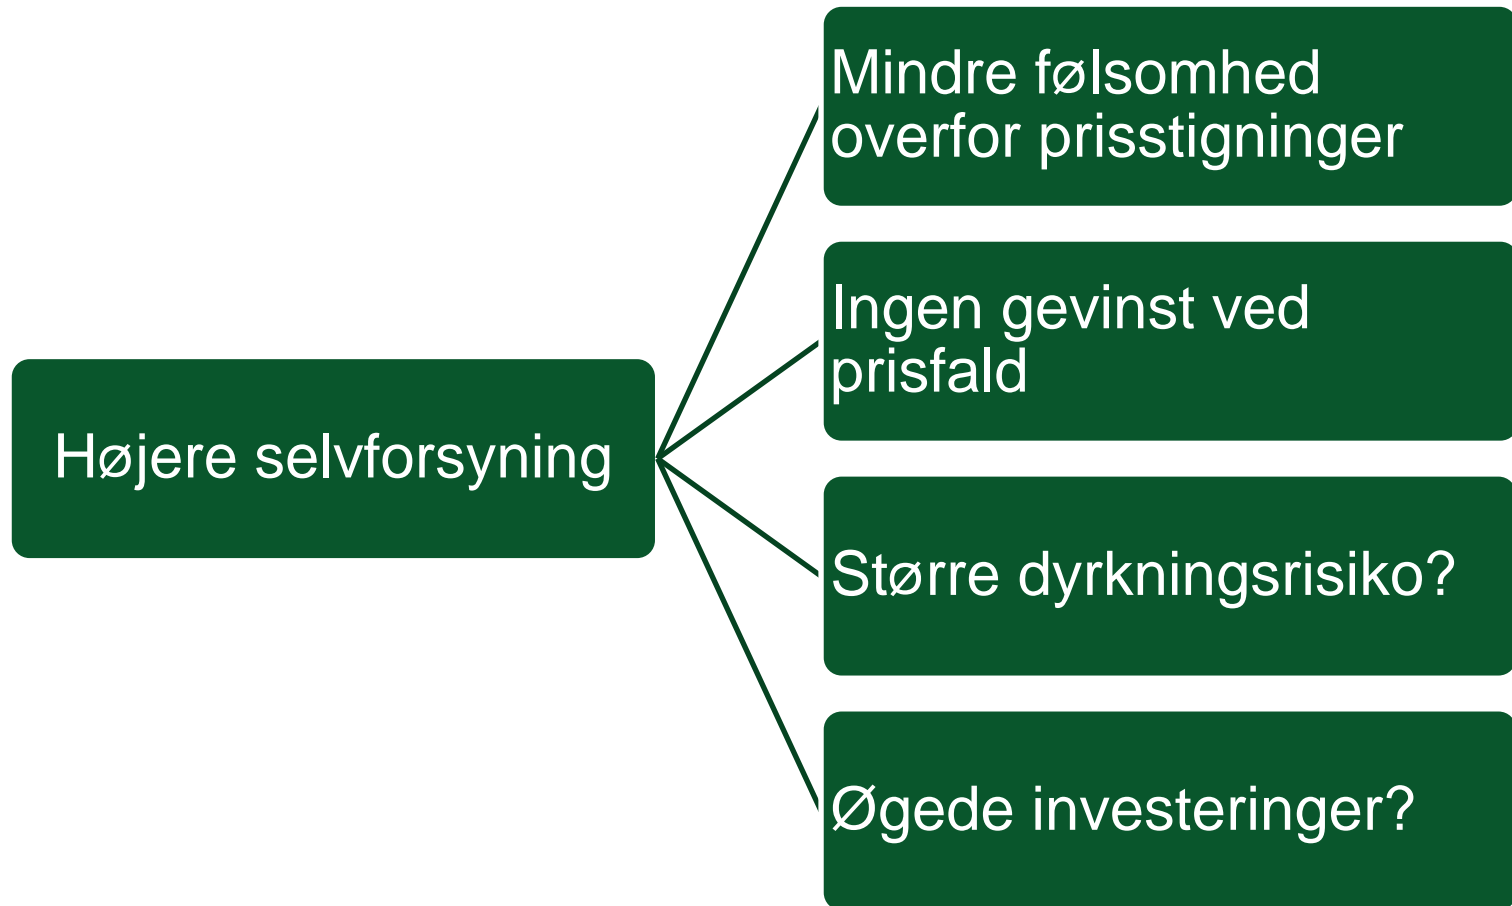 Højere selvforsyning
Mindre følsomhed
overfor prisstigninger
Ingen gevinst ved
prisfald
Større dyrkningsrisiko?
Øgede investeringer?